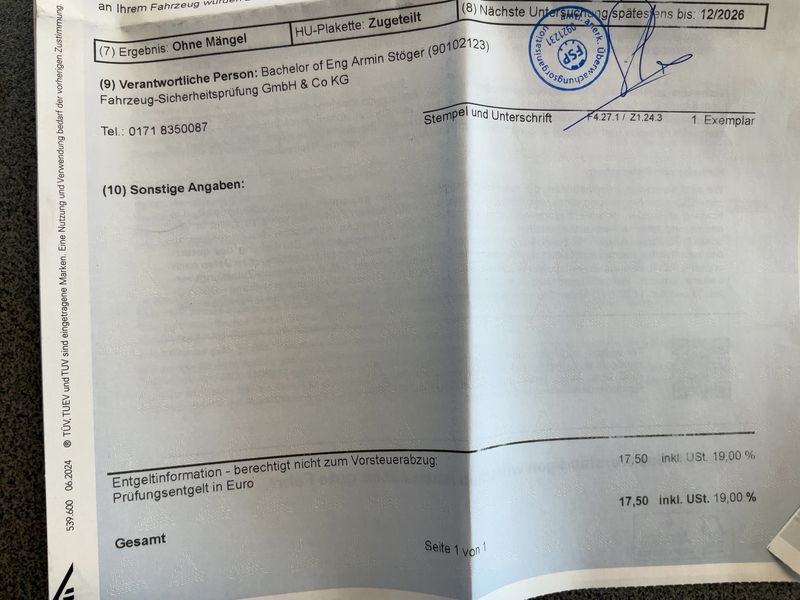 an Ihrem Fahrzeug wurden
(7) Ergebnis: Ohne Mängel
HU-Plakette: Zugeteilt
(8) Nächste Untersuchung spätestens bis: 12/2026
(9) Verantwortliche Person: Bachelor of Eng Armin Stöger (90102123)
Fahrzeug-Sicherheitsprüfung GmbH & Co KG
Tel.: 0171 8350087
Stempel und Unterschrift
F4.27.1 / Z1.24.3
1 Exemplar
anerk. Überwachungsorganisation
FSP
(10) Sonstige Angaben:
Entgeltinformation - berechtigt nicht zum Vorsteuerabzug:
Prüfungsentgelt in Euro
17,50 inkl. USt. 19,00 %
Gesamt
17,50 inkl. USt. 19,00 %
Seite 1 von 1
539.600 06.2024 ® TÜV, TUEV und TUV sind eingetragene Marken. Eine Nutzung und Verwendung bedarf der vorherigen Zustimmung.